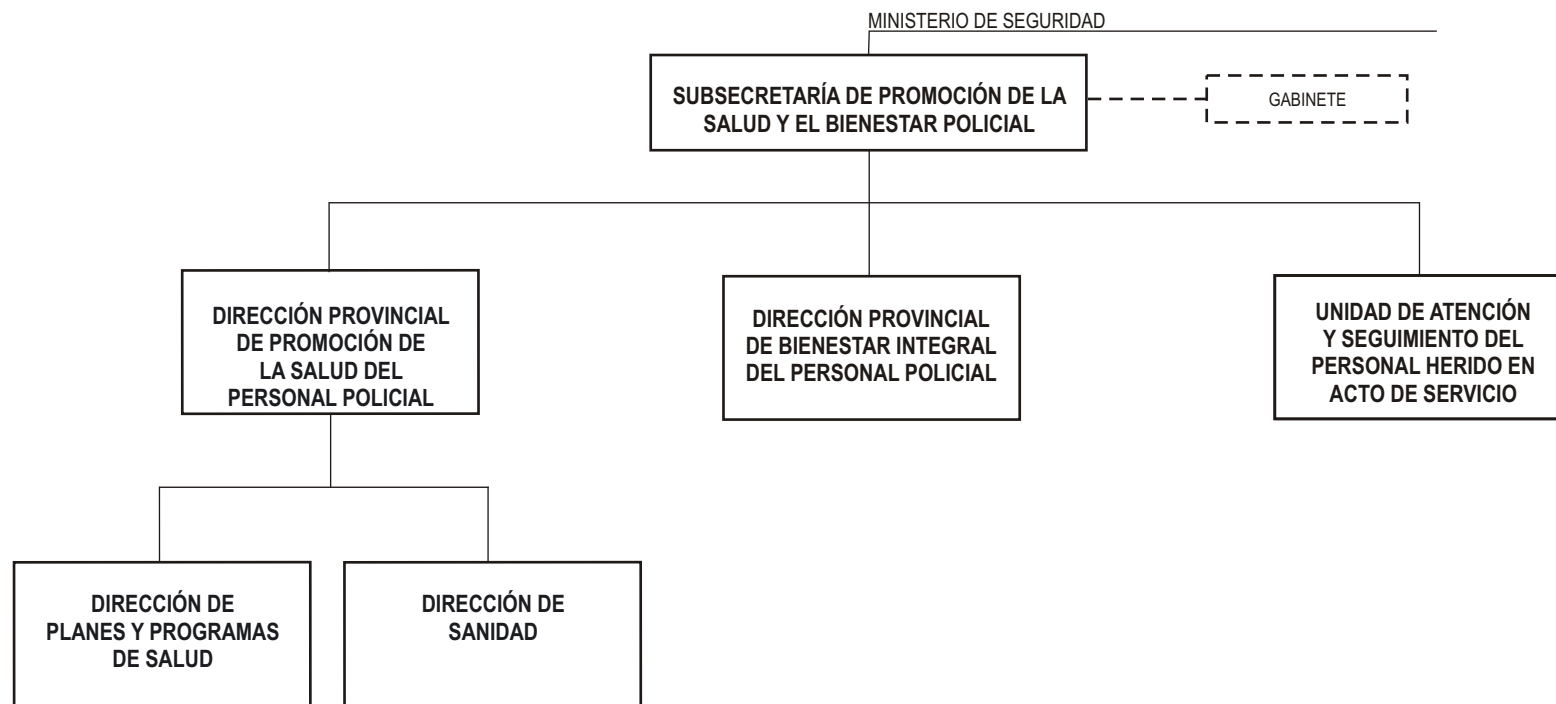 MINISTERIO DE SEGURIDAD
SUBSECRETARÍA DE PROMOCIÓN DE LA
SALUD Y EL BIENESTAR POLICIAL
GABINETE
DIRECCIÓN PROVINCIAL
DE PROMOCIÓN DE
LA SALUD DEL
PERSONAL POLICIAL
DIRECCIÓN PROVINCIAL
DE BIENESTAR INTEGRAL
DEL PERSONAL POLICIAL
UNIDAD DE ATENCIÓN
Y SEGUIMIENTO DEL
PERSONAL HERIDO EN
ACTO DE SERVICIO
DIRECCIÓN DE
PLANES Y PROGRAMAS
DE SALUD
DIRECCIÓN DE
SANIDAD